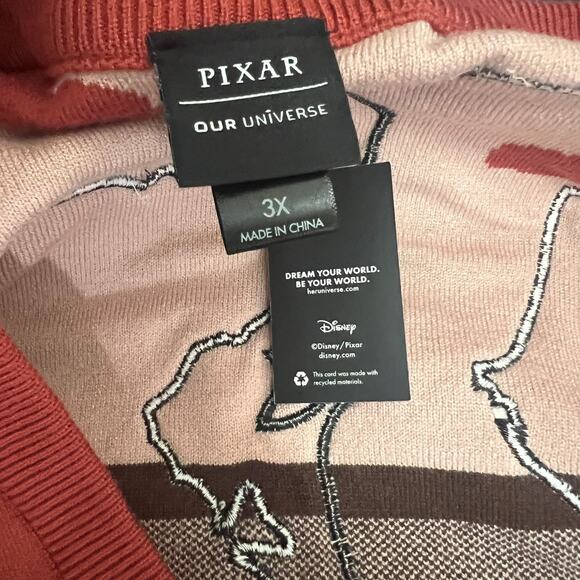 PIXAR
OUR UNIVERSE
3X
MADE IN CHINA
DREAM YOUR WORLD.
BE YOUR WORLD.
heruniverse.com
Disney
©Disney/Pixar
disney.com
This card was made with
recycled materials.